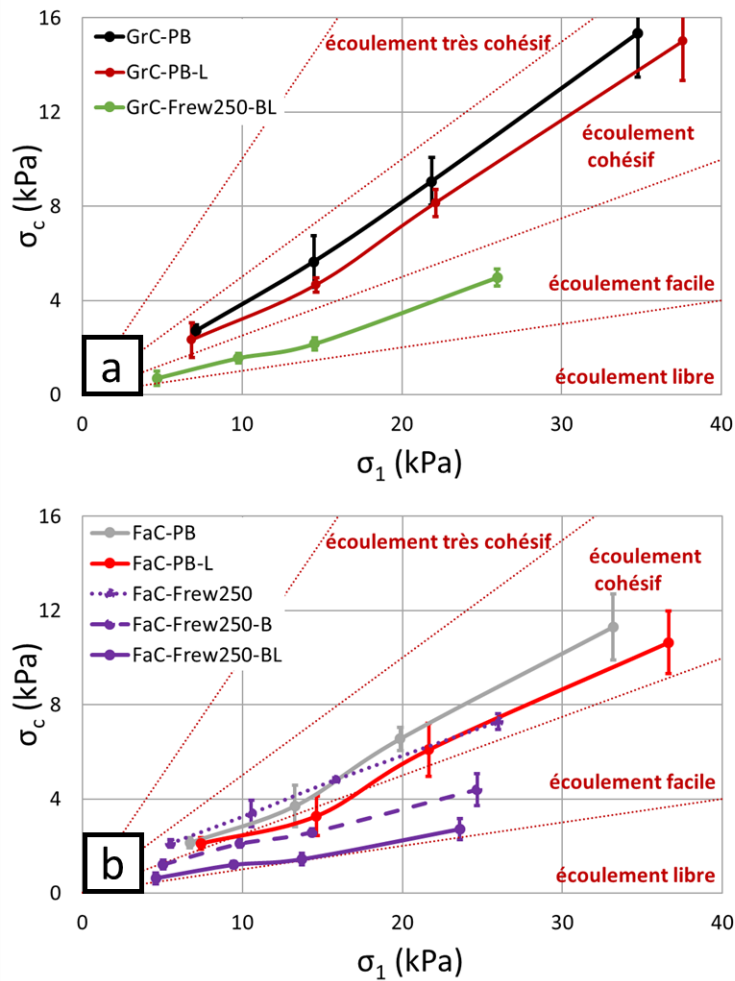 16
12
8
4
0
σc (kPa)
GrC-PB
GrC-PB-L
GrC-Frew250-BL
écoulement très cohésif
écoulement
cohésif
écoulement facile
écoulement libre
a
0 10 20 30 40
σ1 (kPa)
16
12
8
4
0
σc (kPa)
FaC-PB
FaC-PB-L
FaC-Frew250
FaC-Frew250-B
FaC-Frew250-BL
écoulement très cohésif
écoulement
cohésif
écoulement facile
écoulement libre
b
0 10 20 30 40
σ1 (kPa)